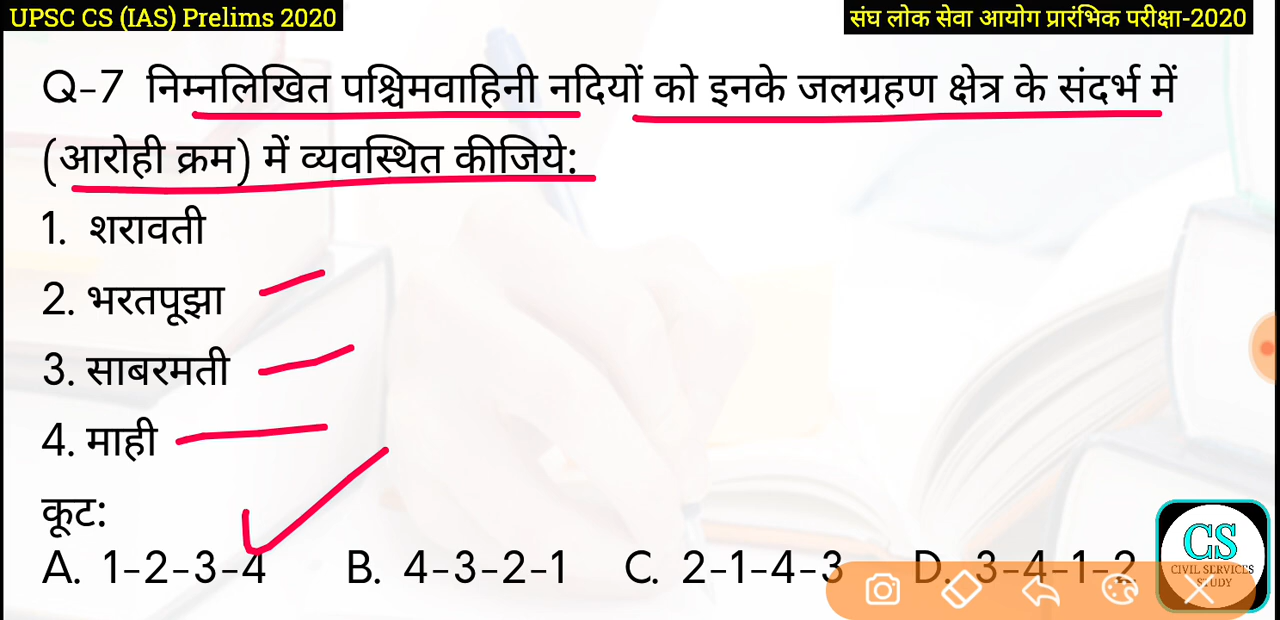 UPSC CS (IAS) Prelims 2020
संघ लोक सेवा आयोग प्रारंभिक परीक्षा-2020
Q-7 निम्नलिखित पश्चिमवाहिनी नदियों को इनके जलग्रहण क्षेत्र के संदर्भ में
(आरोही क्रम) में व्यवस्थित कीजिये:
1. शरावती
2. भरतपूझा
3. साबरमती
4. माही
कूट:
A. 1-2-3-4 B. 4-3-2-1 C. 2-1-4-3 D. 3-4-1-2
CS
CIVIL SERVICES
STUDY